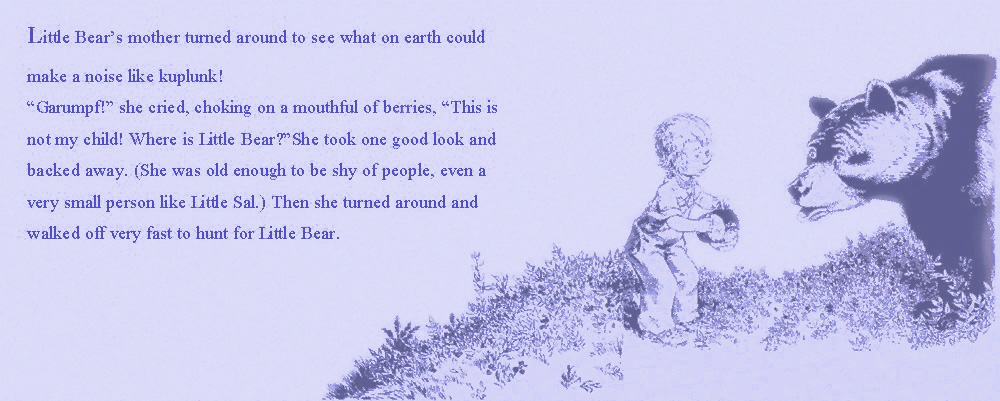 Little Bear’s mother turned around to see what on earth could
make a noise like kuplunk!
“Garumpf!” she cried, choking on a mouthful of berries, “This is
not my child! Where is Little Bear?”She took one good look and
backed away. (She was old enough to be shy of people, even a
very small person like Little Sal.) Then she turned around and
walked off very fast to hunt for Little Bear.